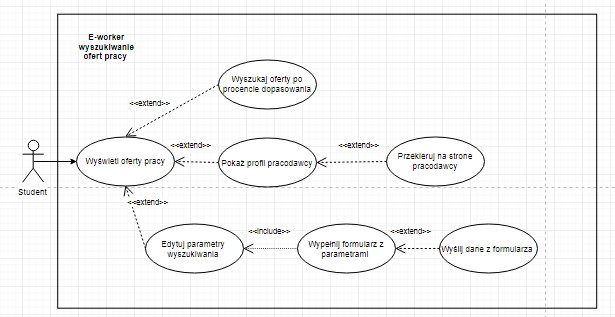 E-worker
wyszukiwanie
ofert pracy
Wyszukaj oferty po
procencie dopasowania
<<extend>>
<<extend>>
<<extend>>
Wyświetl oferty pracy
Pokaż profil pracodawcy
Przekieruj na strone
pracodawcy
Student
<<extend>>
<<include>>
<<extend>>
Edytuj parametry
wyszukiwania
Wypełnij formularz z
parametrami
Wyślij dane z formularza